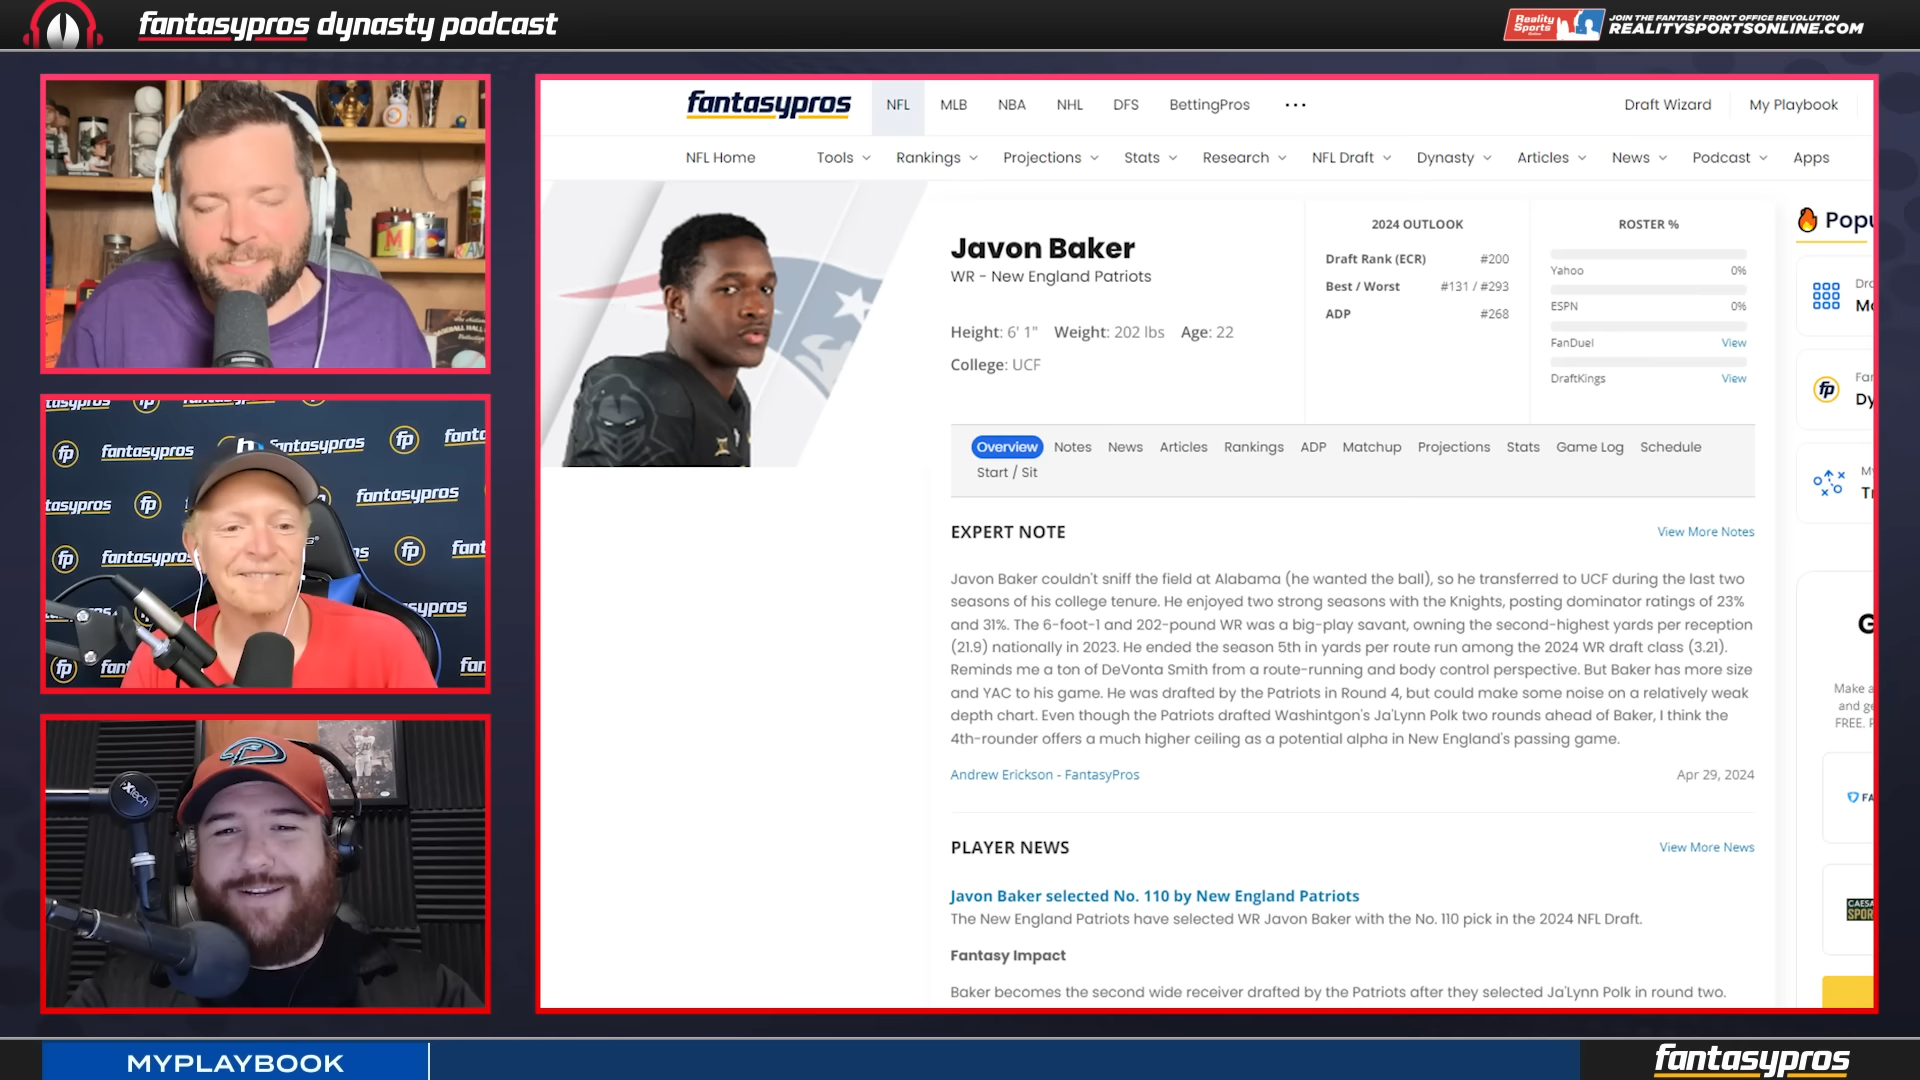 fantasypros dynasty podcast
Reality Sports Online
JOIN THE FANTASY FRONT OFFICE REVOLUTION
REALITYSPORTSONLINE.COM
fantasypros
NFL MLB NBA NHL DFS BettingPros ...
Draft Wizard My Playbook
NFL Home Tools Rankings Projections Stats Research NFL Draft Dynasty Articles News Podcast Apps
Javon Baker
WR - New England Patriots
Height: 6' 1" Weight: 202 lbs Age: 22
College: UCF
2024 OUTLOOK
Draft Rank (ECR) #200
Best / Worst #131 / #293
ADP #268
ROSTER %
Yahoo 0%
ESPN 0%
FanDuel View
DraftKings View
Popu
Dra
Mo
Fan
Dy
My
Tr
Overview Notes News Articles Rankings ADP Matchup Projections Stats Game Log Schedule
Start / Sit
EXPERT NOTE
View More Notes
Javon Baker couldn't sniff the field at Alabama (he wanted the ball), so he transferred to UCF during the last two
seasons of his college tenure. He enjoyed two strong seasons with the Knights, posting dominator ratings of 23%
and 31%. The 6-foot-1 and 202-pound WR was a big-play savant, owning the second-highest yards per reception
(21.9) nationally in 2023. He ended the season 5th in yards per route run among the 2024 WR draft class (3.21).
Reminds me a ton of DeVonta Smith from a route-running and body control perspective. But Baker has more size
and YAC to his game. He was drafted by the Patriots in Round 4, but could make some noise on a relatively weak
depth chart. Even though the Patriots drafted Washintgon's Ja'Lynn Polk two rounds ahead of Baker, I think the
4th-rounder offers a much higher ceiling as a potential alpha in New England's passing game.
Andrew Erickson - FantasyPros
Apr 29, 2024
G
Make a
and ge
FREE. P
FA
CAESA
SPOR
PLAYER NEWS
View More News
Javon Baker selected No. 110 by New England Patriots
The New England Patriots have selected WR Javon Baker with the No. 110 pick in the 2024 NFL Draft.
Fantasy Impact
Baker becomes the second wide receiver drafted by the Patriots after they selected Ja'Lynn Polk in round two.
MYPLAYBOOK
fantasypros